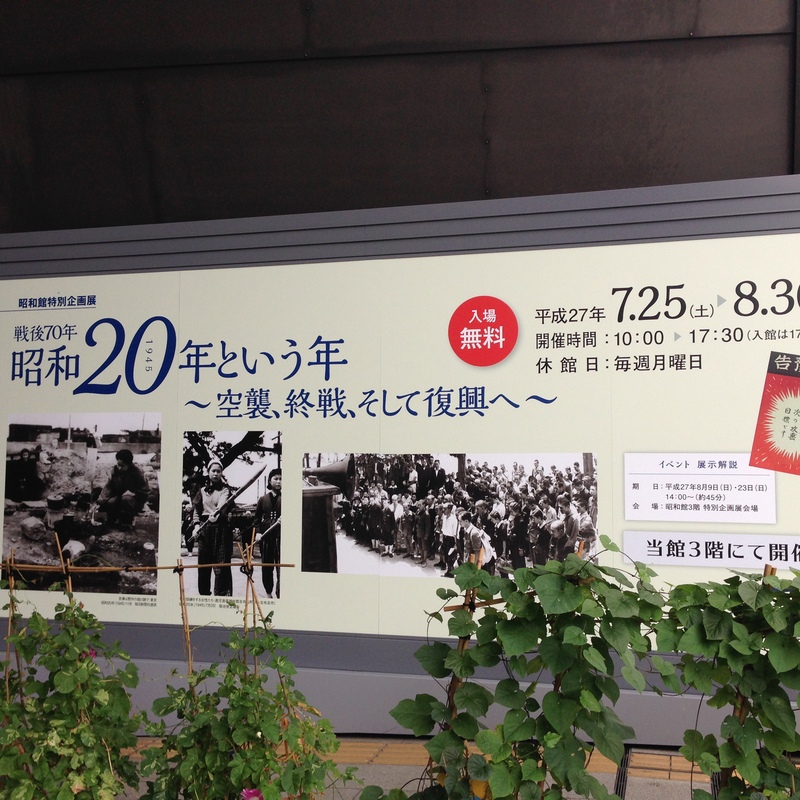 昭和館特別企画展
戦後70年
昭和20年という年
1945
～空襲、終戦、そして復興へ～
入場
無料
平成27年 7.25(土)▶8.30
開催時間：10:00 ▶ 17:30(入館は17
休館日：毎週月曜日
イベント 展示解説
期 日：平成27年8月9日(日)・23日(日)
14:00～(約45分)
会 場：昭和館3階 特別企画展会場
当館3階にて開催